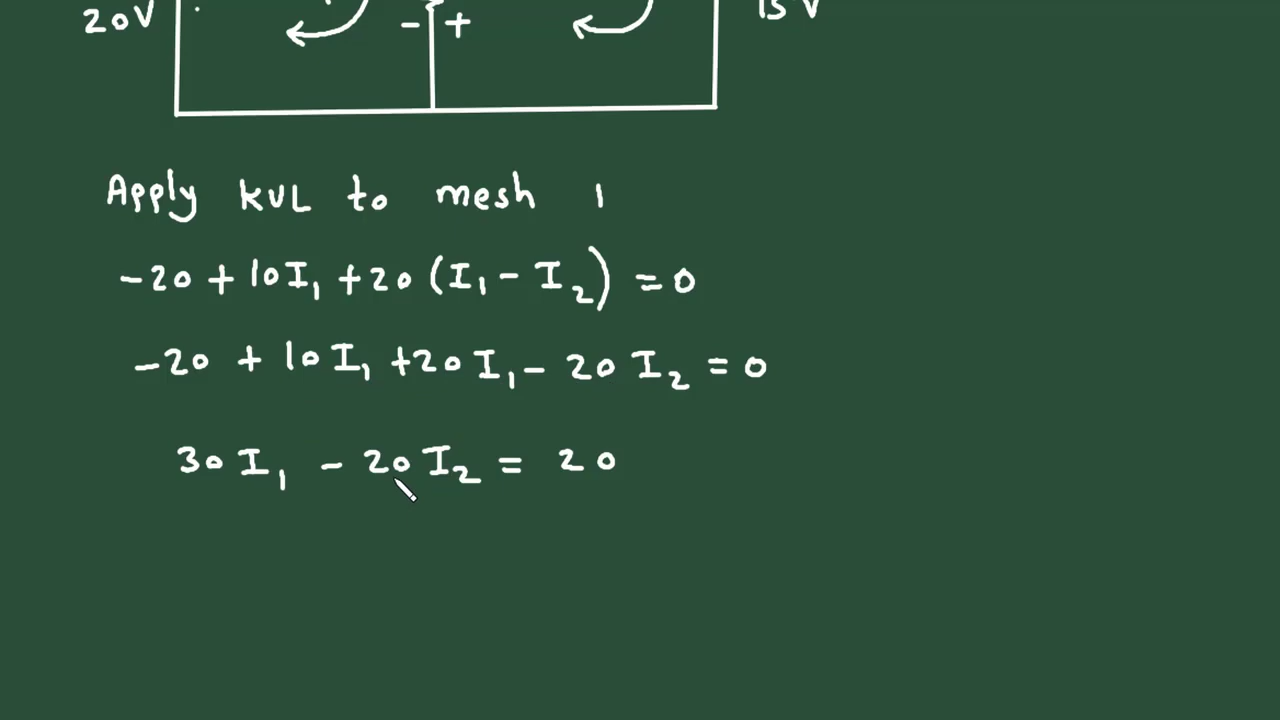 20V - + 15 V
Apply KVL to mesh 1
-20 + 10I₁ + 20 (I₁ - I₂) = 0
-20 + 10I₁ + 20I₁ - 20I₂ = 0
30I₁ - 20I₂ = 20